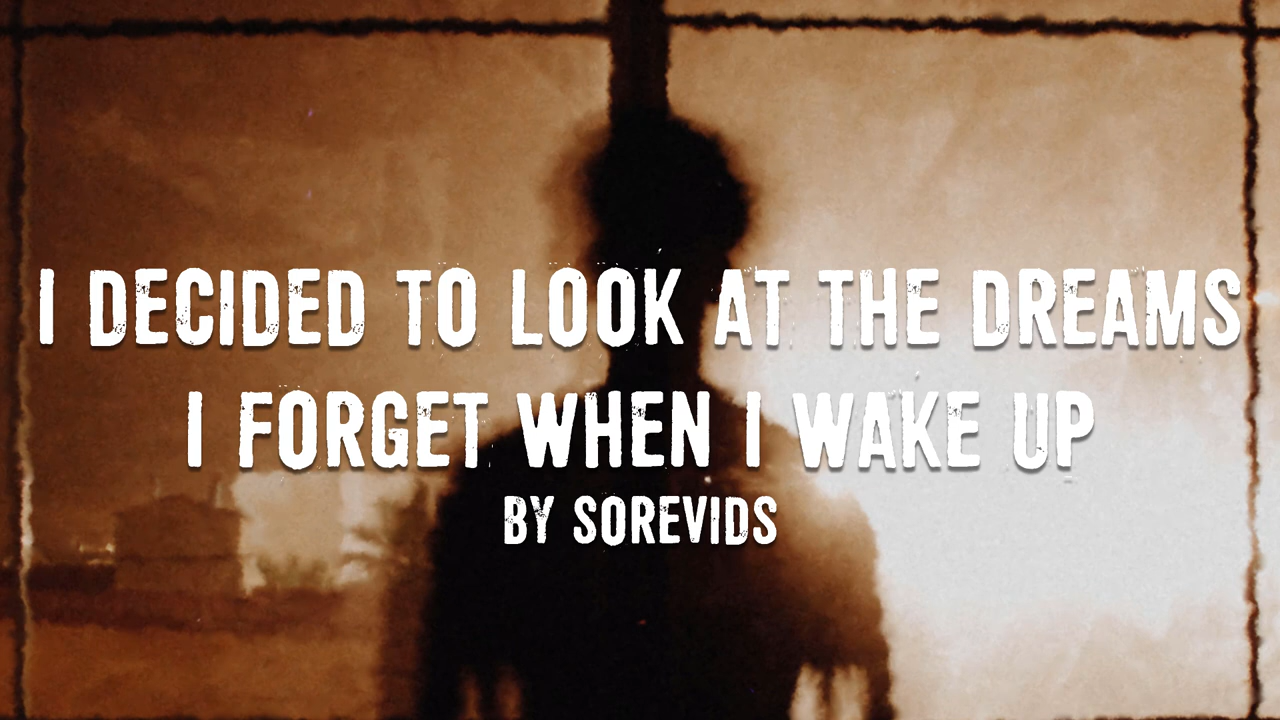 I DECIDED TO LOOK AT THE DREAMS
I FORGET WHEN I WAKE UP
BY SOREVIDS